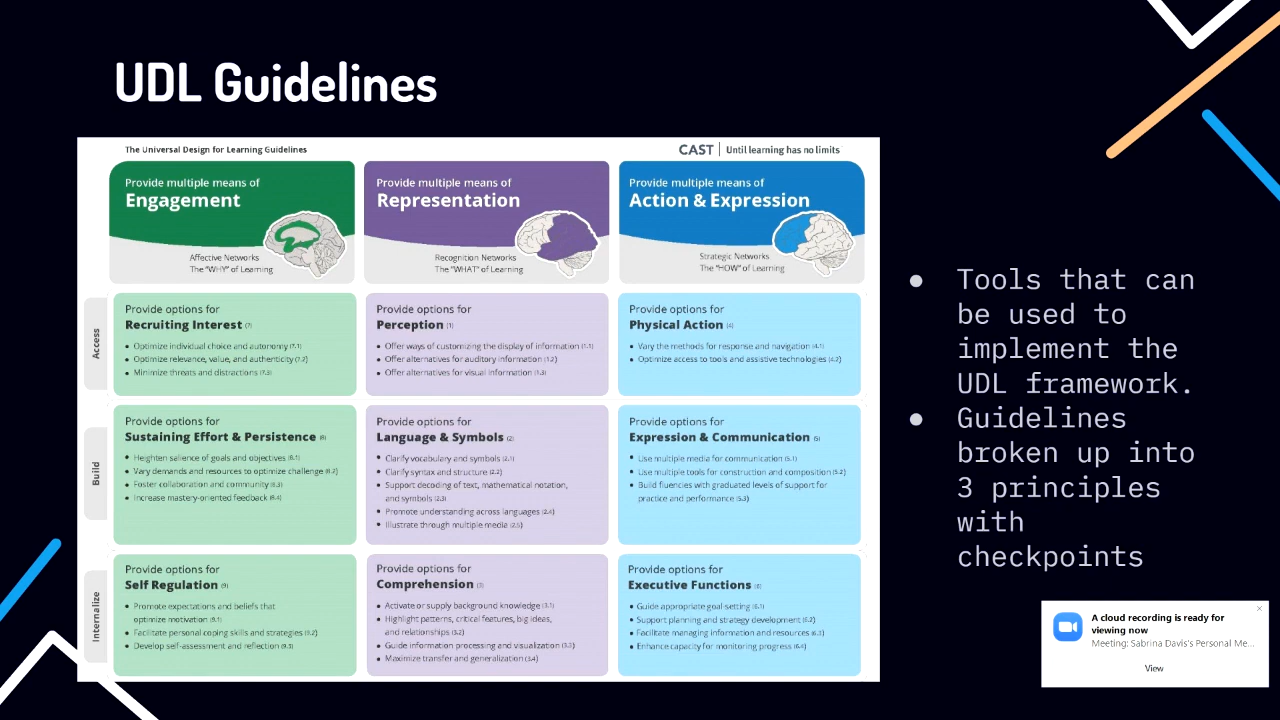 UDL Guidelines
The Universal Design for Learning Guidelines
CAST | Until learning has no limits
Provide multiple means of
Engagement
Affective Networks
The "WHY" of Learning
Provide multiple means of
Representation
Recognition Networks
The "WHAT" of Learning
Provide multiple means of
Action & Expression
Strategic Networks
The "HOW" of Learning
Access
Provide options for
Recruiting Interest (7)
• Optimize individual choice and autonomy (7.1)
• Optimize relevance, value, and authenticity (7.2)
• Minimize threats and distractions (7.3)
Provide options for
Perception (1)
• Offer ways of customizing the display of information (1.1)
• Offer alternatives for auditory information (1.2)
• Offer alternatives for visual information (1.3)
Provide options for
Physical Action (4)
• Vary the methods for response and navigation (4.1)
• Optimize access to tools and assistive technologies (4.2)
Build
Provide options for
Sustaining Effort & Persistence (8)
• Heighten salience of goals and objectives (8.1)
• Vary demands and resources to optimize challenge (8.2)
• Foster collaboration and community (8.3)
• Increase mastery-oriented feedback (8.4)
Provide options for
Language & Symbols (2)
• Clarify vocabulary and symbols (2.1)
• Clarify syntax and structure (2.2)
• Support decoding of text, mathematical notation,
and symbols (2.3)
• Promote understanding across languages (2.4)
• Illustrate through multiple media (2.5)
Provide options for
Expression & Communication (5)
• Use multiple media for communication (5.1)
• Use multiple tools for construction and composition (5.2)
• Build fluencies with graduated levels of support for
practice and performance (5.3)
Internalize
Provide options for
Self Regulation (9)
• Promote expectations and beliefs that
optimize motivation (9.1)
• Facilitate personal coping skills and strategies (9.2)
• Develop self-assessment and reflection (9.3)
Provide options for
Comprehension (3)
• Activate or supply background knowledge (3.1)
• Highlight patterns, critical features, big ideas,
and relationships (3.2)
• Guide information processing and visualization (3.3)
• Maximize transfer and generalization (3.4)
Provide options for
Executive Functions (6)
• Guide appropriate goal-setting (6.1)
• Support planning and strategy development (6.2)
• Facilitate managing information and resources (6.3)
• Enhance capacity for monitoring progress (6.4)
● Tools that can
be used to
implement the
UDL framework.
● Guidelines
broken up into
3 principles
with
checkpoints
A cloud recording is ready for
viewing now
Meeting: Sabrina Davis's Personal Me...
View